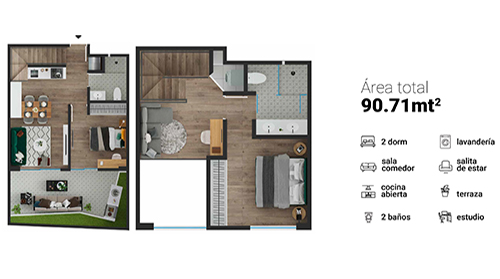 Área total
90.71mt²
2 dorm
lavandería
sala
comedor
salita
de estar
cocina
abierta
terraza
2 baños
estudio